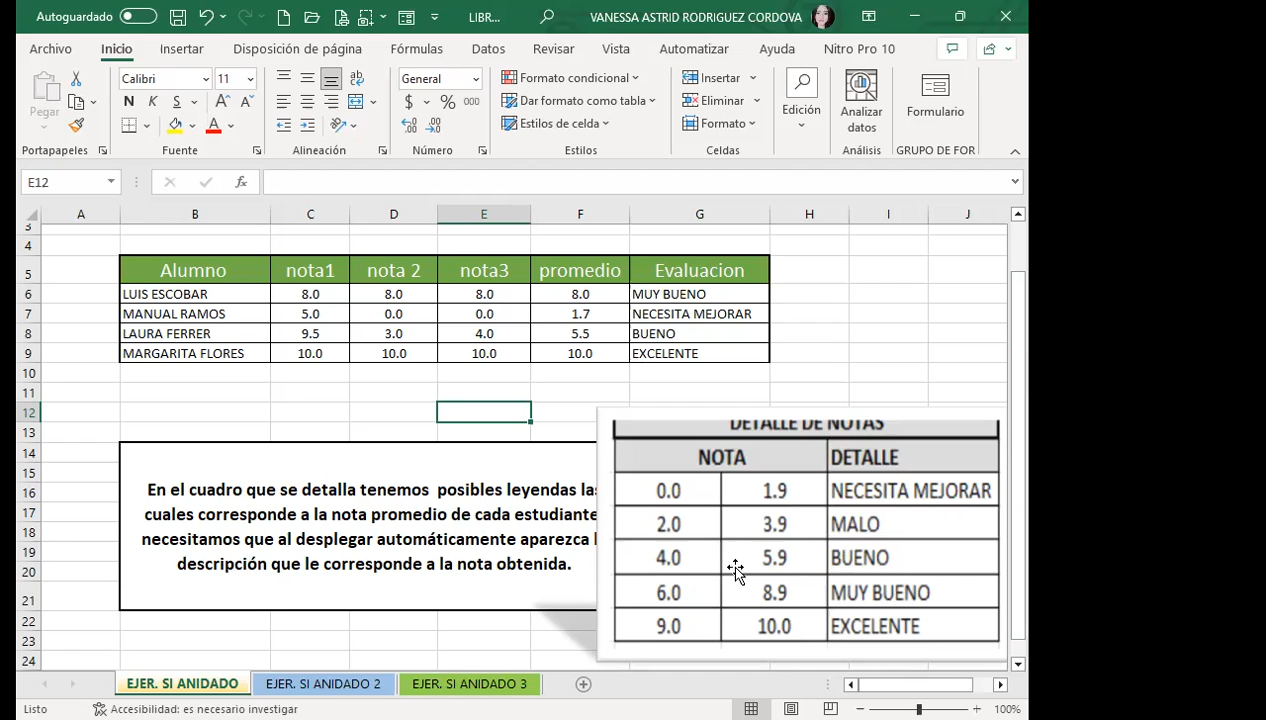 Autoguardado LIBR... VANESSA ASTRID RODRIGUEZ CORDOVA
Archivo Inicio Insertar Disposición de página Fórmulas Datos Revisar Vista Automatizar Ayuda Nitro Pro 10
Pegar
Calibri 11
N K S
General
$ % 000
Formato condicional
Dar formato como tabla
Estilos de celda
Insertar
Eliminar
Formato
Edición
Analizar
datos
Formulario
Portapapeles Fuente Alineación Número Estilos Celdas Análisis GRUPO DE FOR
E12 fx
A B C D E F G H I J
3
4
5 Alumno nota1 nota 2 nota3 promedio Evaluacion
6 LUIS ESCOBAR 8.0 8.0 8.0 8.0 MUY BUENO
7 MANUAL RAMOS 5.0 0.0 0.0 1.7 NECESITA MEJORAR
8 LAURA FERRER 9.5 3.0 4.0 5.5 BUENO
9 MARGARITA FLORES 10.0 10.0 10.0 10.0 EXCELENTE
10
11
12
13
14
15
16
17
18
19
20
21
22
23
24
En el cuadro que se detalla tenemos posibles leyendas las
cuales corresponde a la nota promedio de cada estudiante
necesitamos que al desplegar automáticamente aparezca
descripción que le corresponde a la nota obtenida.
DETALLE DE NOTAS
NOTA DETALLE
0.0 1.9 NECESITA MEJORAR
2.0 3.9 MALO
4.0 5.9 BUENO
6.0 8.9 MUY BUENO
9.0 10.0 EXCELENTE
EJER. SI ANIDADO EJER. SI ANIDADO 2 EJER. SI ANIDADO 3
Listo Accesibilidad: es necesario investigar 100%